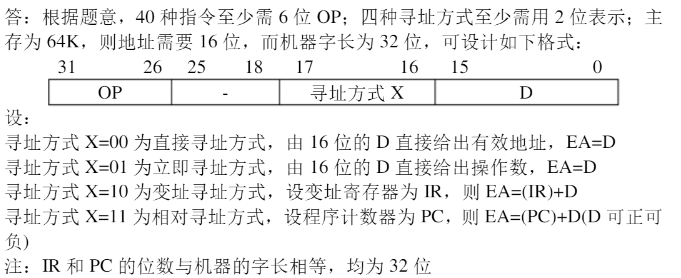 答：根据题意，40 种指令至少需 6 位 OP；四种寻址方式至少需用 2 位表示；主
存为 64K，则地址需要 16 位，而机器字长为 32 位，可设计如下格式：
31 26 25 18 17 16 15 0
OP - 寻址方式 X D
设：
寻址方式 X=00 为直接寻址方式，由 16 位的 D 直接给出有效地址，EA=D
寻址方式 X=01 为立即寻址方式，由 16 位的 D 直接给出操作数，EA=D
寻址方式 X=10 为变址寻址方式，设变址寄存器为 IR，则 EA=(IR)+D
寻址方式 X=11 为相对寻址方式，设程序计数器为 PC，则 EA=(PC)+D(D 可正可
负)
注：IR 和 PC 的位数与机器的字长相等，均为 32 位